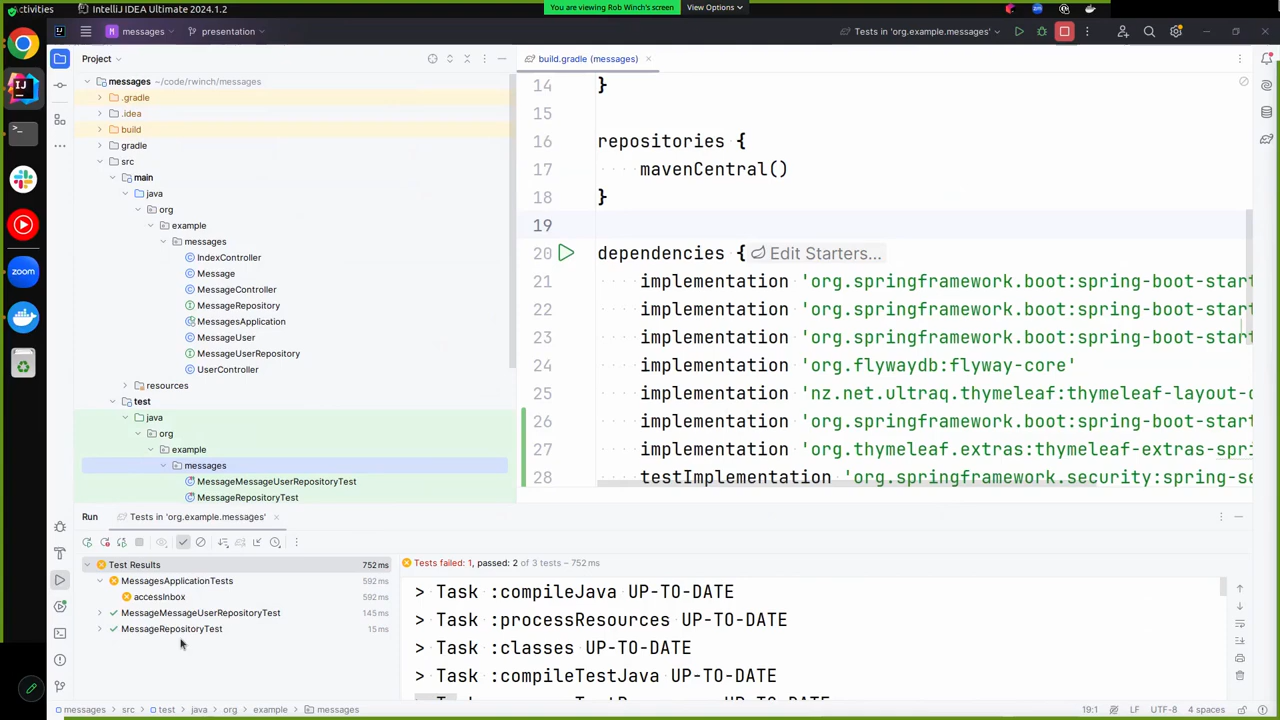 Activities
IntelliJ IDEA Ultimate 2024.1.2
You are viewing Rob Winch's screen
View Options
M
messages
presentation
Tests in 'org.example.messages'
Project
build.gradle (messages)
messages ~/code/rwinch/messages
.gradle
.idea
build
gradle
src
main
java
org
example
messages
IndexController
Message
MessageController
MessageRepository
MessagesApplication
MessageUser
MessageUserRepository
UserController
resources
test
java
org
example
messages
MessageMessageUserRepositoryTest
MessageRepositoryTest
14 }
15
16 repositories {
17 mavenCentral()
18 }
19
20 dependencies { Edit Starters...
21 implementation 'org.springframework.boot:spring-boot-start
22 implementation 'org.springframework.boot:spring-boot-start
23 implementation 'org.springframework.boot:spring-boot-start
24 implementation 'org.flywaydb:flyway-core'
25 implementation 'nz.net.ultraq.thymeleaf:thymeleaf-layout-d
26 implementation 'org.springframework.boot:spring-boot-start
27 implementation 'org.thymeleaf.extras:thymeleaf-extras-spri
28 testImplementation 'org.springframework.security:spring-se
zoom
Run Tests in 'org.example.messages'
Test Results 752 ms
MessagesApplicationTests 592 ms
accessInbox 592 ms
MessageMessageUserRepositoryTest 145 ms
MessageRepositoryTest 15 ms
Tests failed: 1, passed: 2 of 3 tests – 752 ms
> Task :compileJava UP-TO-DATE
> Task :processResources UP-TO-DATE
> Task :classes UP-TO-DATE
> Task :compileTestJava UP-TO-DATE
messages > src > test > java > org > example > messages
19:1 LF UTF-8 4 spaces